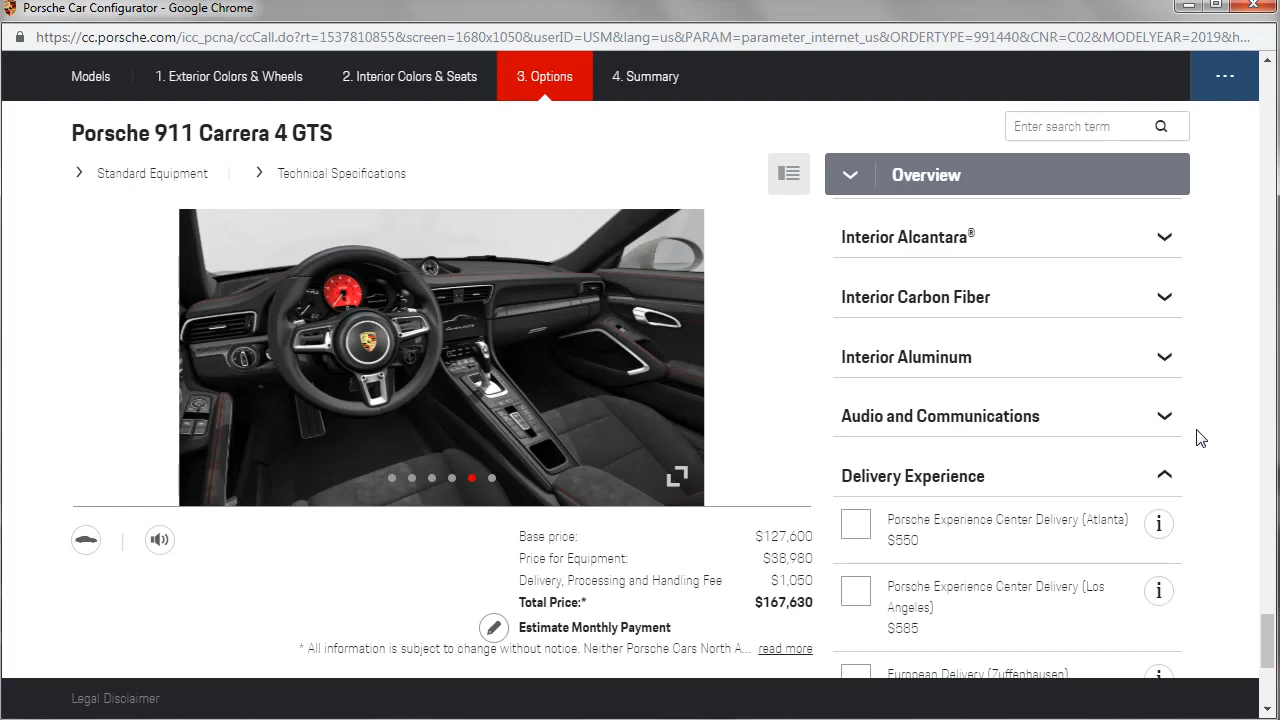 Porsche Car Configurator - Google Chrome
https://cc.porsche.com/icc_pcna/ccCall.do?rt=1537810855&screen=1680x1050&userID=USM&lang=us&PARAM=parameter_internet_us&ORDERTYPE=991440&CNR=C02&MODELYEAR=2019&h...
Models 1. Exterior Colors & Wheels 2. Interior Colors & Seats 3. Options 4. Summary
Porsche 911 Carrera 4 GTS
Enter search term
Standard Equipment Technical Specifications
Overview
Interior Alcantara®
Interior Carbon Fiber
Interior Aluminum
Audio and Communications
Delivery Experience
Porsche Experience Center Delivery (Atlanta)
$550
Porsche Experience Center Delivery (Los
Angeles)
$585
European Delivery (Zuffenhausen)
Base price: $127,600
Price for Equipment: $38,980
Delivery, Processing and Handling Fee $1,050
Total Price:* $167,630
Estimate Monthly Payment
* All information is subject to change without notice. Neither Porsche Cars North A... read more
Legal Disclaimer